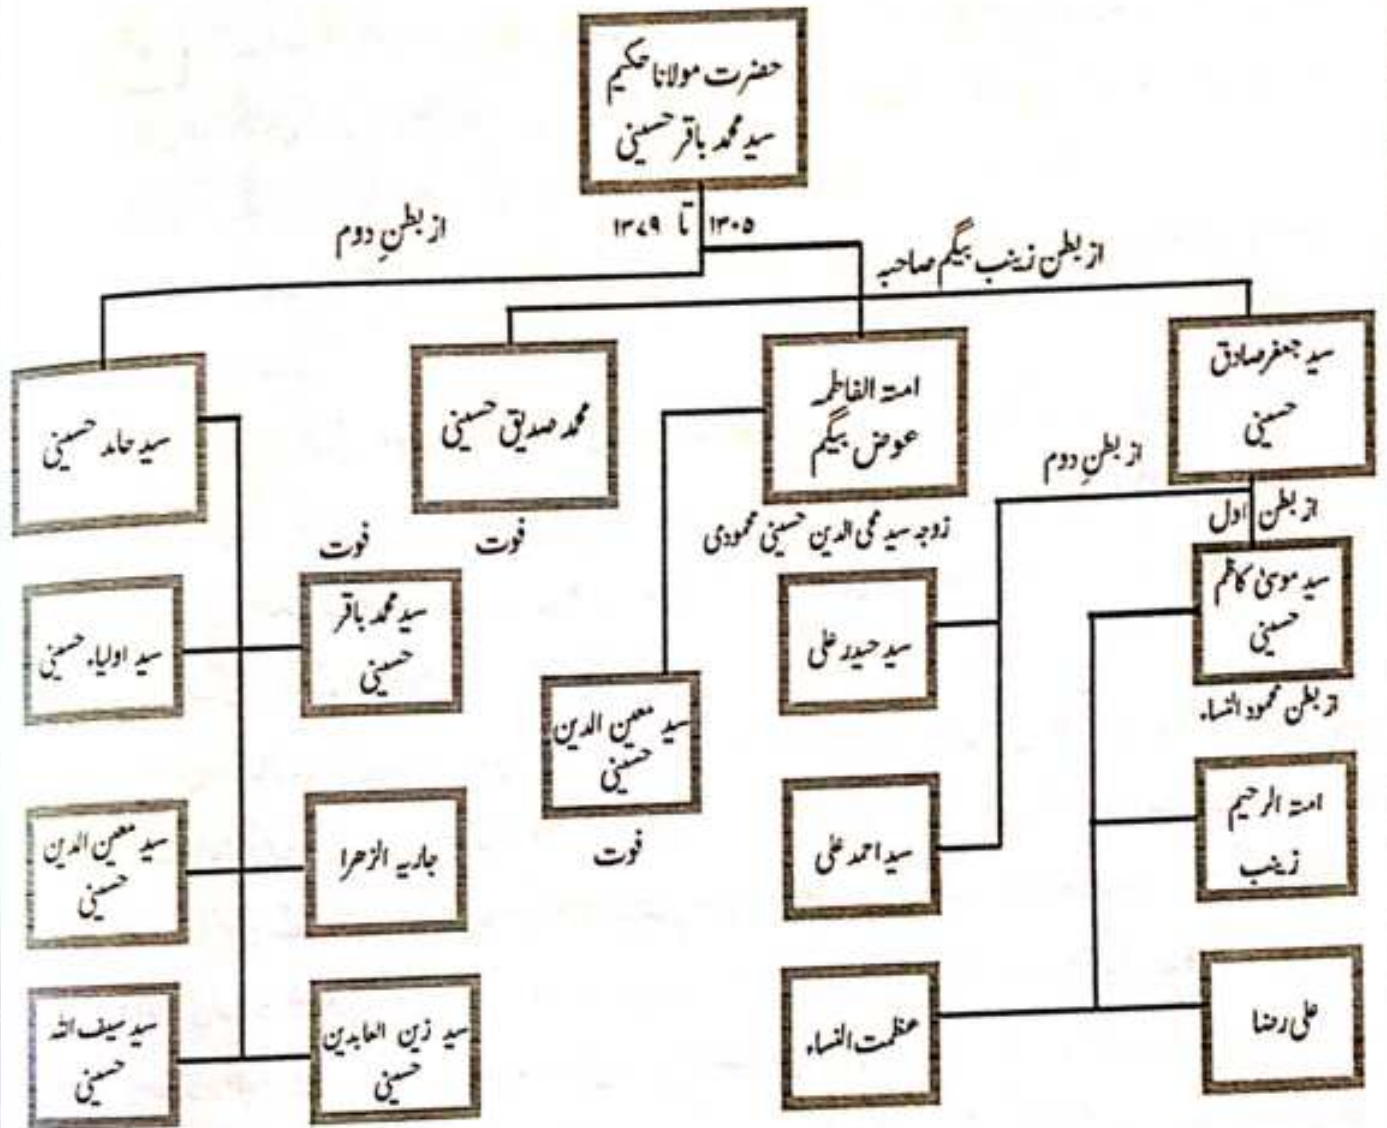 حضرت مولانا حکیم
سید محمد باقر حسینی
۱۳۰۵ تا ۱۳۷۹
از بطن زینب بیگم صاحبہ
از بطنِ دوم
سید جعفر صادق
حسینی
امۃ الفاطمہ
عوض بیگم
محمد صدیق حسینی
سید حامد حسینی
از بطنِ دوم
از بطن اول
زوجہ سید محی الدین حسینی محمودی
فوت
فوت
سید موسیٰ کاظم
حسینی
از بطن محمود النساء
سید حیدر علی
سید محمد باقر
حسینی
سید اولیاء حسینی
سید معین الدین
حسینی
فوت
امۃ الرحیم
زینب
سید احمد علی
جاریہ الزھرا
سید معین الدین
حسینی
علی رضا
عظمت النساء
سید زین العابدین
حسینی
سید سیف اللہ
حسینی